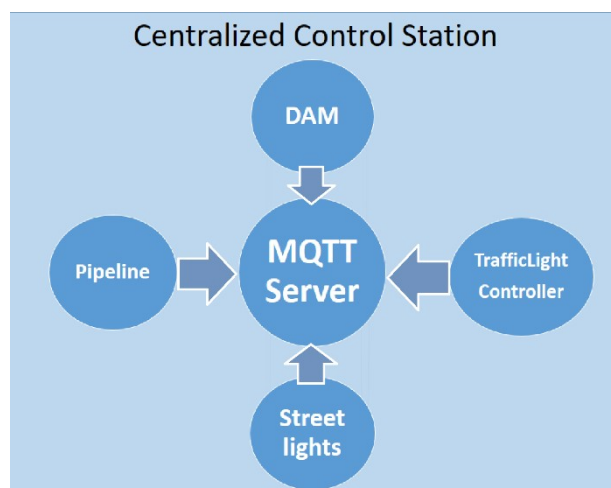 Centralized Control Station
DAM
MQTT
Server
Pipeline
TrafficLight
Controller
Street
lights